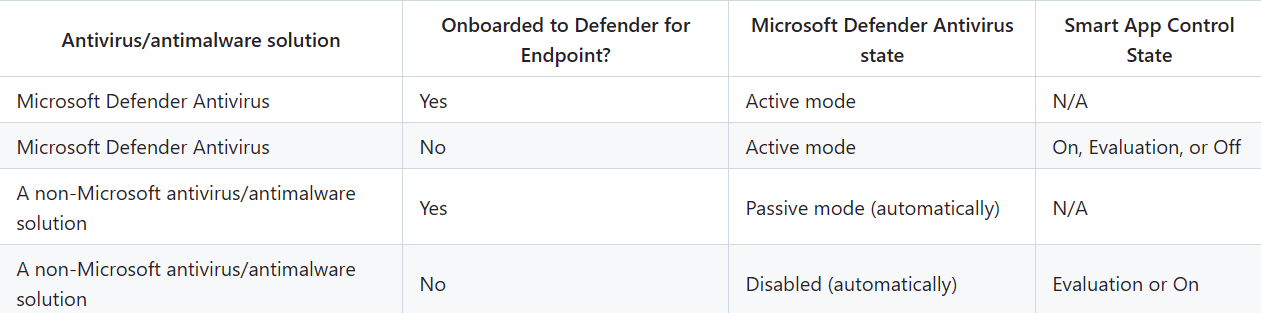 Antivirus/antimalware solution
Onboarded to Defender for
Endpoint?
Microsoft Defender Antivirus
state
Smart App Control
State
Microsoft Defender Antivirus
Yes
Active mode
N/A
Microsoft Defender Antivirus
No
Active mode
On, Evaluation, or Off
A non-Microsoft antivirus/antimalware
solution
Yes
Passive mode (automatically)
N/A
A non-Microsoft antivirus/antimalware
solution
No
Disabled (automatically)
Evaluation or On